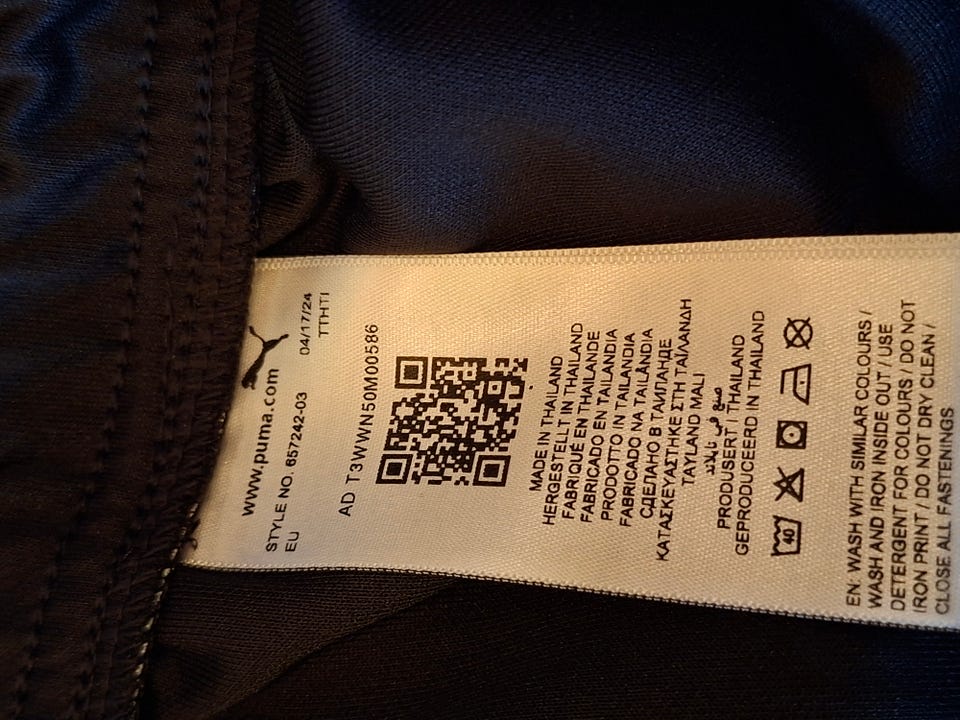 www.puma.com
STYLE NO. 657242-03 04/17/24
EU TTHTI
AD T3WWN50M00586
MADE IN THAILAND
HERGESTELLT IN THAILAND
FABRIQUÉ EN THAILANDE
FABRICADO EN TAILANDIA
PRODOTTO IN TAILANDIA
FABRICADO NA TAILÂNDIA
СДЕЛАНО В ТАИЛАНДЕ
ΚΑΤΑΣΚΕΥΑΣΤΗΚΕ ΣΤΗ ΤΑΪΛΑΝΔΗ
TAYLAND MALI
صنع في تايلاند
PRODUSERT I THAILAND
GEPRODUCEERD IN THAILAND
40
EN: WASH WITH SIMILAR COLOURS /
WASH AND IRON INSIDE OUT / USE
DETERGENT FOR COLOURS / DO NOT
IRON PRINT / DO NOT DRY CLEAN /
CLOSE ALL FASTENINGS